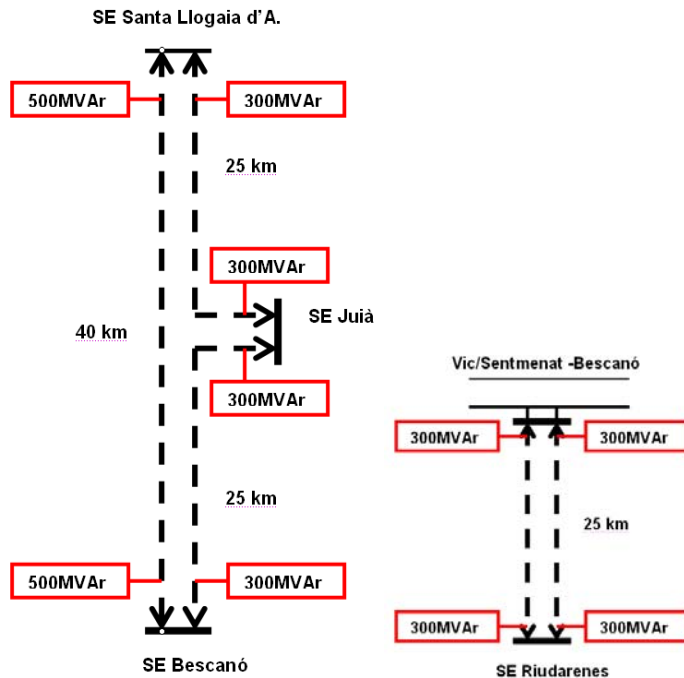 SE Santa Llogaia d'A.
500MVAr
300MVAr
25 km
300MVAr
SE Juià
40 km
300MVAr
25 km
500MVAr
300MVAr
SE Bescanó
Vic/Sentmenat -Bescanó
300MVAr
300MVAr
25 km
300MVAr
300MVAr
SE Riudarenes